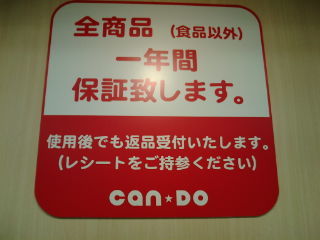 全商品 (食品以外)
一年間
保証致します。
使用後でも返品受付いたします。
(レシートをご持参ください)
can★DO